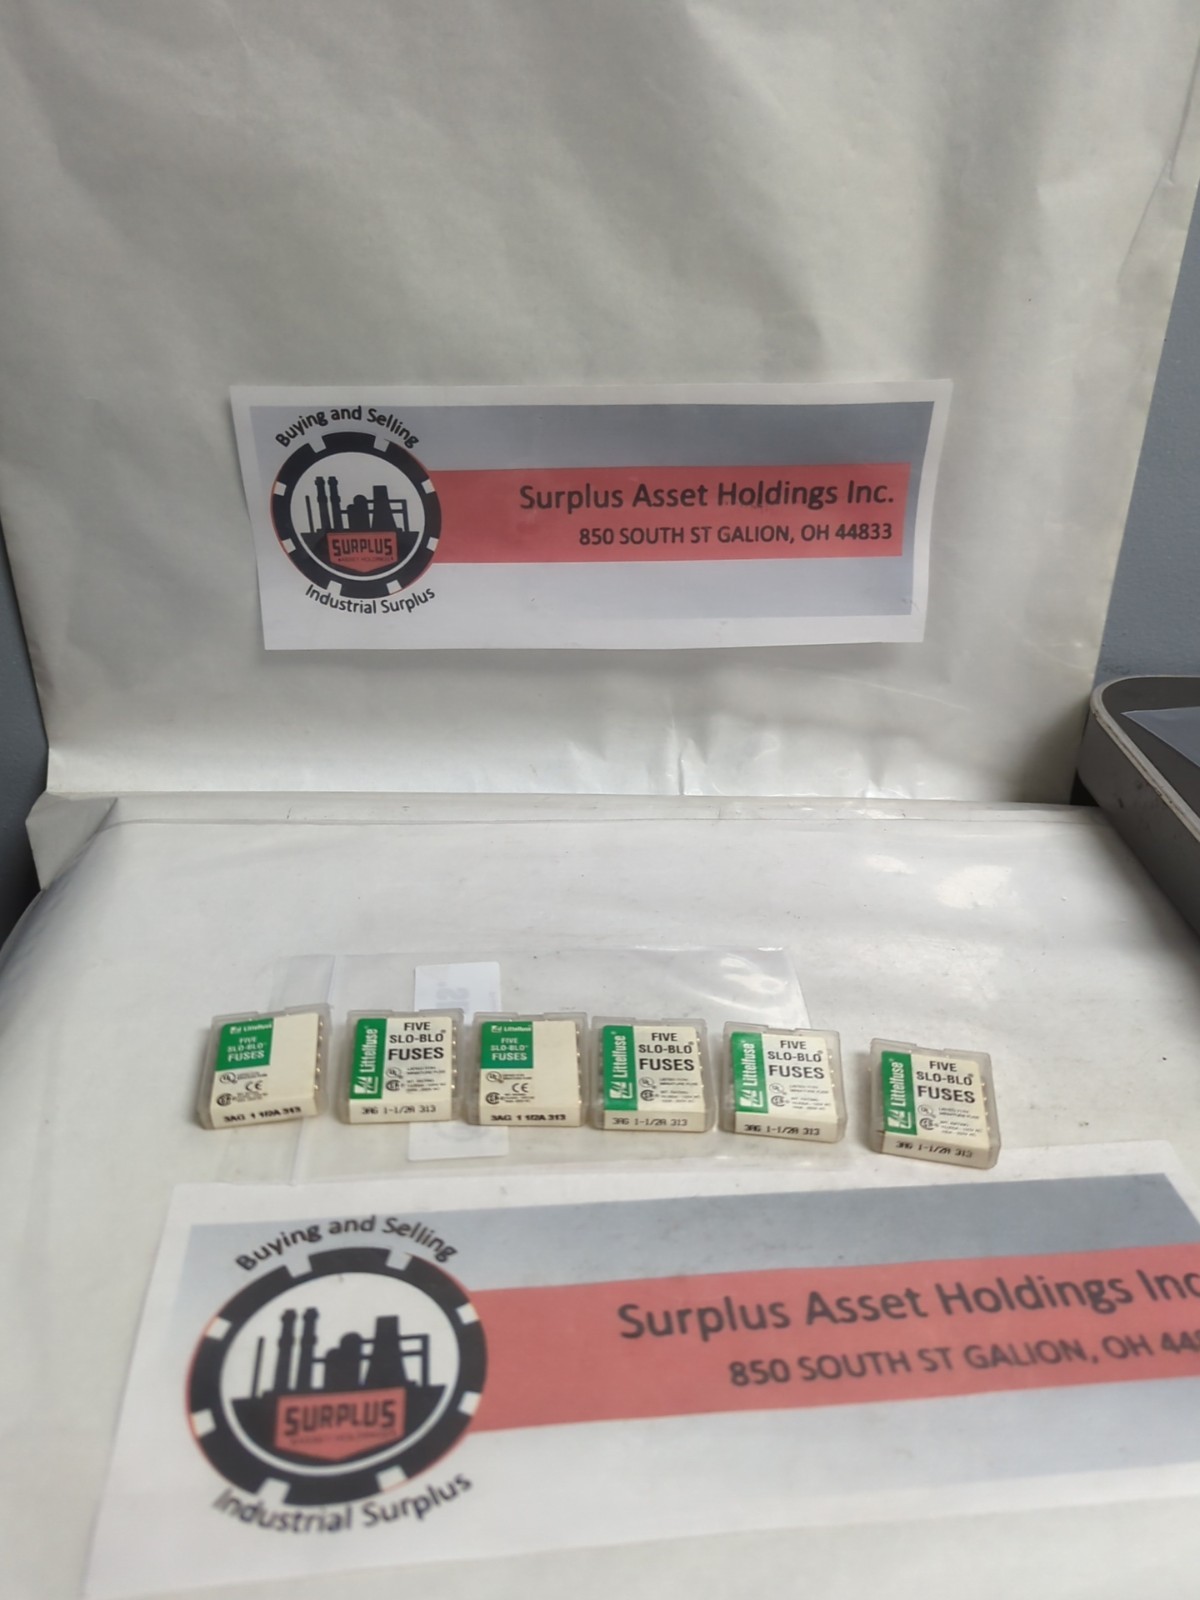 Buying and Selling
SURPLUS
Industrial Surplus
Surplus Asset Holdings Inc.
850 SOUTH ST GALION, OH 44833
Littelfuse
FIVE
SLO-BLO
FUSES
CE
3AG 1 1/2A 313
Littelfuse®
FIVE
SLO-BLO®
FUSES
3AG 1-1/2A 313
Littelfuse
FIVE
SLO-BLO
FUSES
CE
3AG 1 1/2A 313
Littelfuse®
FIVE
SLO-BLO®
FUSES
3AG 1-1/2A 313
Littelfuse®
FIVE
SLO-BLO®
FUSES
3AG 1-1/2A 313
Littelfuse®
FIVE
SLO-BLO®
FUSES
3AG 1-1/2A 313
Buying and Selling
SURPLUS
Industrial Surplus
Surplus Asset Holdings Inc
850 SOUTH ST GALION, OH 44